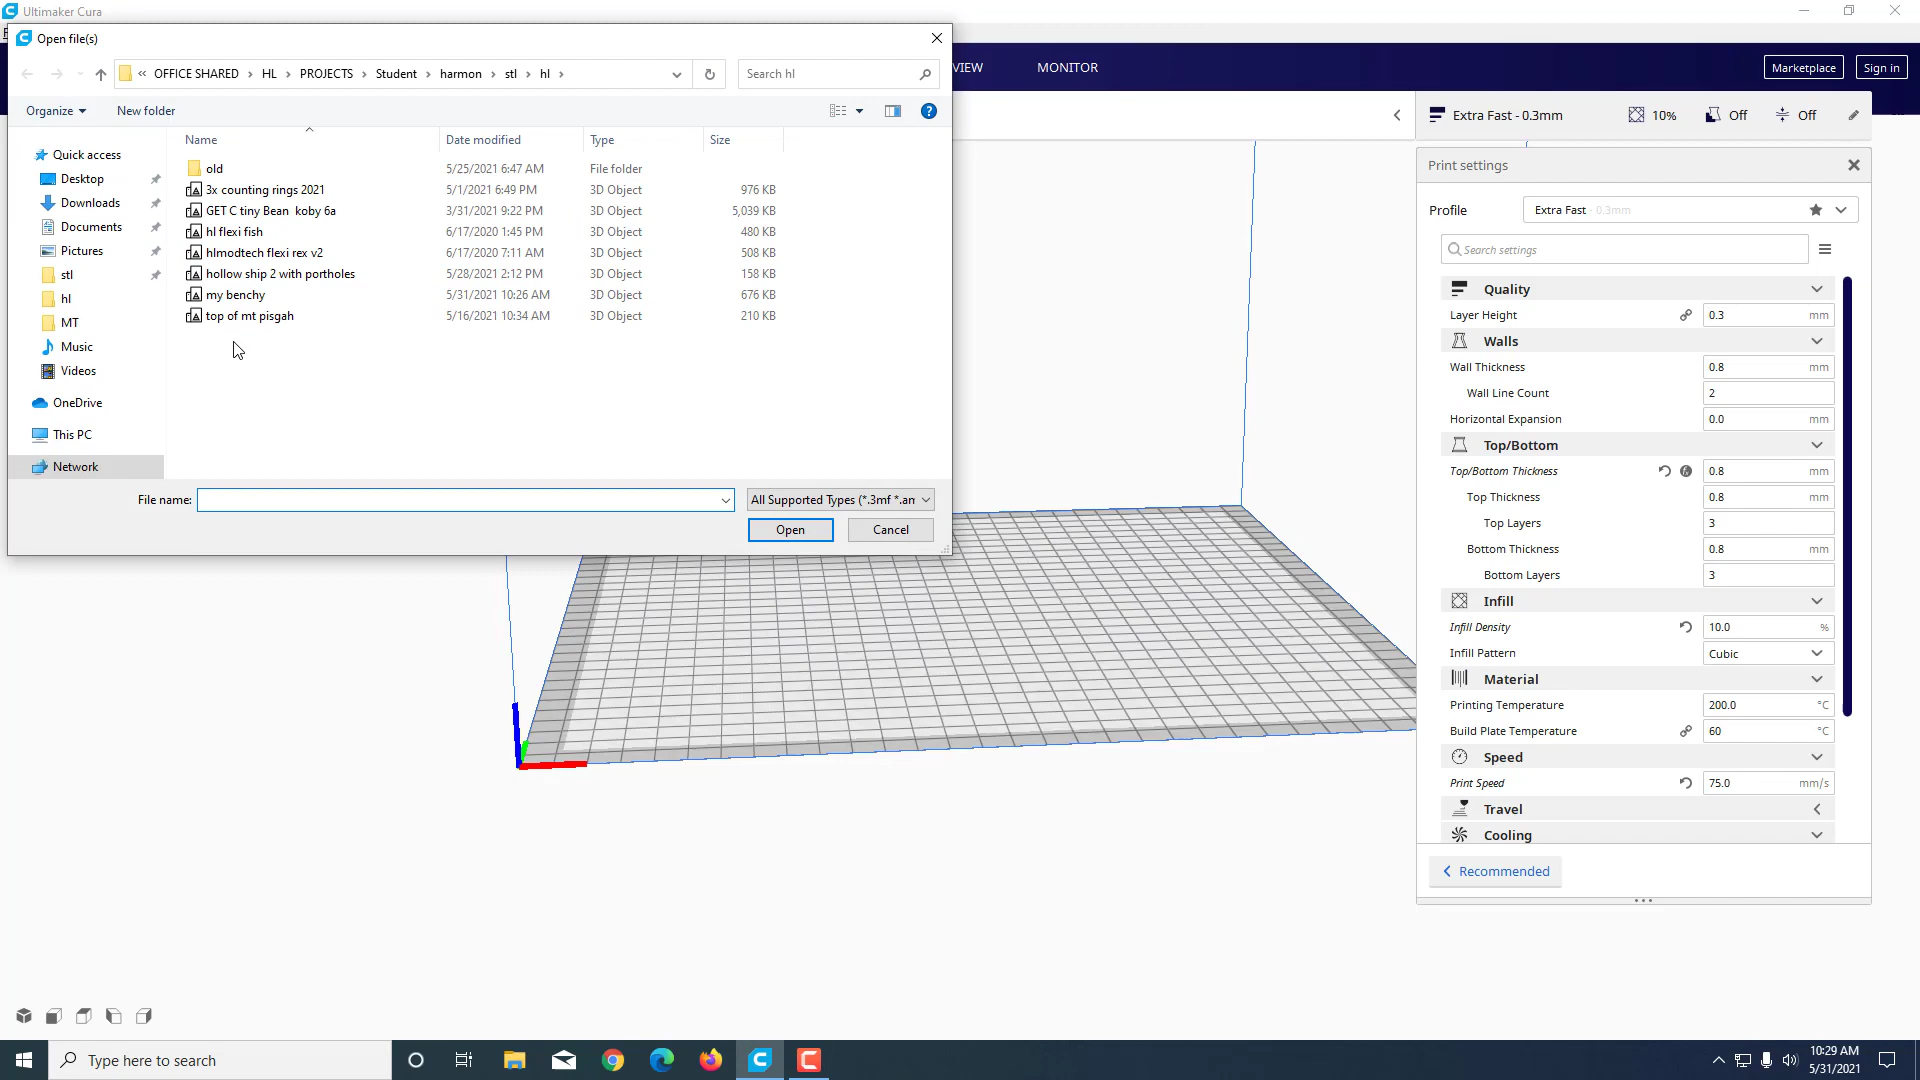 Ultimaker Cura
Open file(s)
« OFFICE SHARED › HL › PROJECTS › Student › harmon › stl › hl ›
Search hl
Organize
New folder
Name
Date modified
Type
Size
Quick access
Desktop
Downloads
Documents
Pictures
stl
hl
MT
Music
Videos
OneDrive
This PC
Network
old 5/25/2021 6:47 AM File folder
3x counting rings 2021 5/1/2021 6:49 PM 3D Object 976 KB
GET C tiny Bean  koby 6a 3/31/2021 9:22 PM 3D Object 5,039 KB
hl flexi fish 6/17/2020 1:45 PM 3D Object 480 KB
hlmodtech flexi rex v2 6/17/2020 7:11 AM 3D Object 508 KB
hollow ship 2 with portholes 5/28/2021 2:12 PM 3D Object 158 KB
my benchy 5/31/2021 10:26 AM 3D Object 676 KB
top of mt pisgah 5/16/2021 10:34 AM 3D Object 210 KB
File name:
All Supported Types (*.3mf *.an
Open
Cancel
VIEW
MONITOR
Marketplace
Sign in
Extra Fast - 0.3mm
10%
Off
Off
Print settings
Profile
Extra Fast - 0.3mm
Search settings
Quality
Layer Height 0.3 mm
Walls
Wall Thickness 0.8 mm
Wall Line Count 2
Horizontal Expansion 0.0 mm
Top/Bottom
Top/Bottom Thickness 0.8 mm
Top Thickness 0.8 mm
Top Layers 3
Bottom Thickness 0.8 mm
Bottom Layers 3
Infill
Infill Density 10.0 %
Infill Pattern Cubic
Material
Printing Temperature 200.0 °C
Build Plate Temperature 60 °C
Speed
Print Speed 75.0 mm/s
Travel
Cooling
Recommended
Type here to search
10:29 AM
5/31/2021